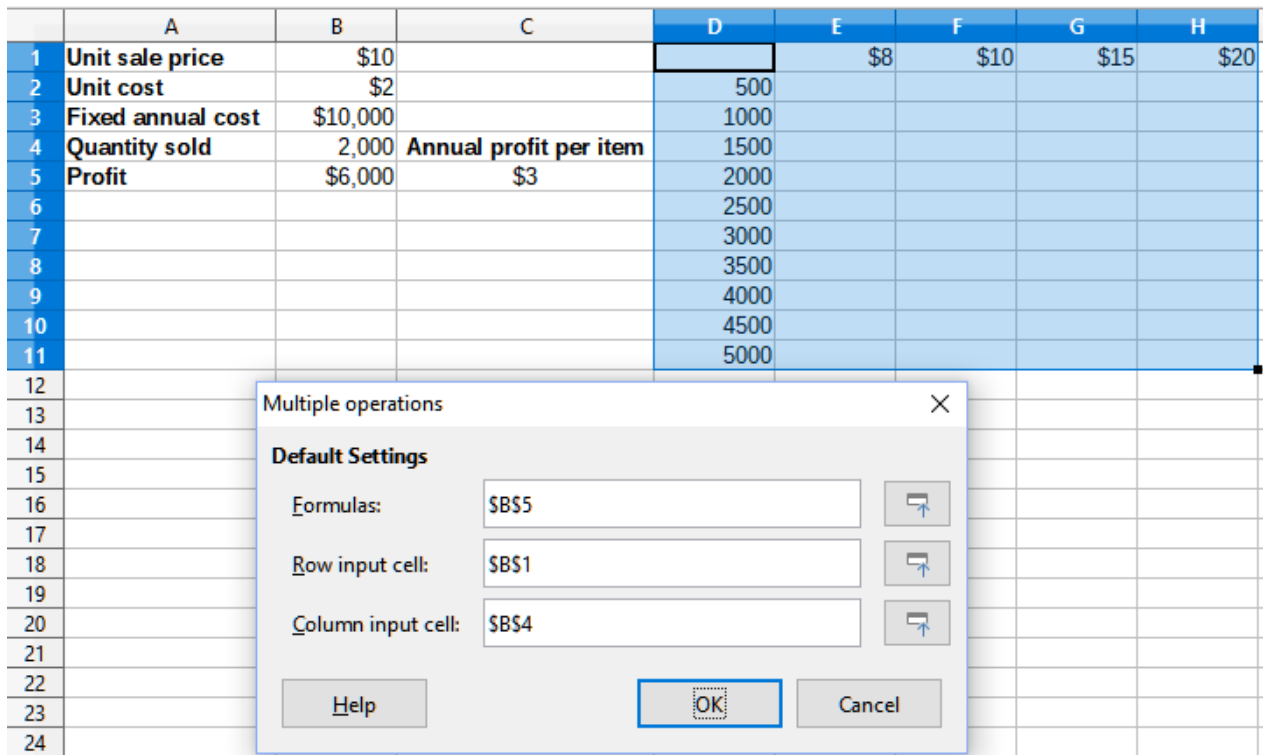 A B C D E F G H
1 Unit sale price $10 $8 $10 $15 $20
2 Unit cost $2 500
3 Fixed annual cost $10,000 1000
4 Quantity sold 2,000 Annual profit per item 1500
5 Profit $6,000 $3 2000
6 2500
7 3000
8 3500
9 4000
10 4500
11 5000
12
13
14
15
16
17
18
19
20
21
22
23
24
Multiple operations
Default Settings
Formulas: $B$5
Row input cell: $B$1
Column input cell: $B$4
Help OK Cancel